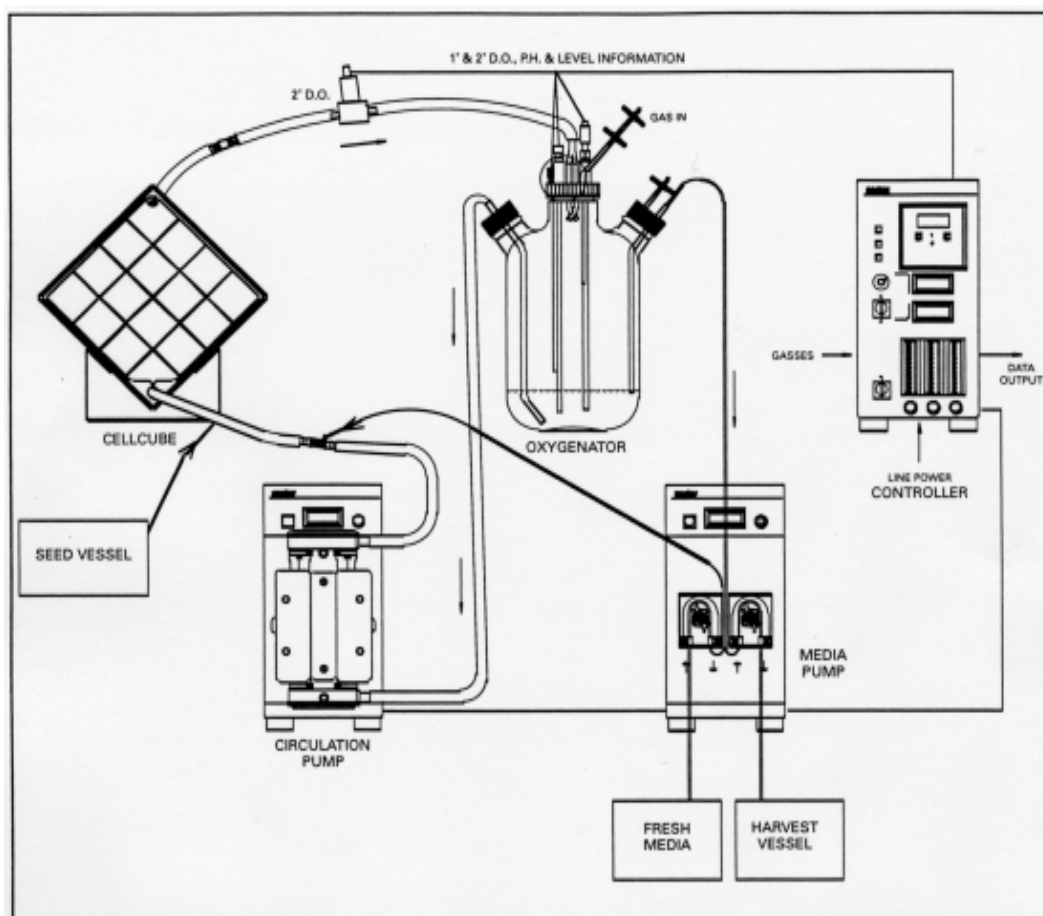 1° & 2° D.O., P.H. & LEVEL INFORMATION
2° D.O.
GAS IN
GASSES
DATA
OUTPUT
CELLCUBE
OXYGENATOR
LINE POWER
CONTROLLER
SEED VESSEL
MEDIA
PUMP
CIRCULATION
PUMP
FRESH
MEDIA
HARVEST
VESSEL